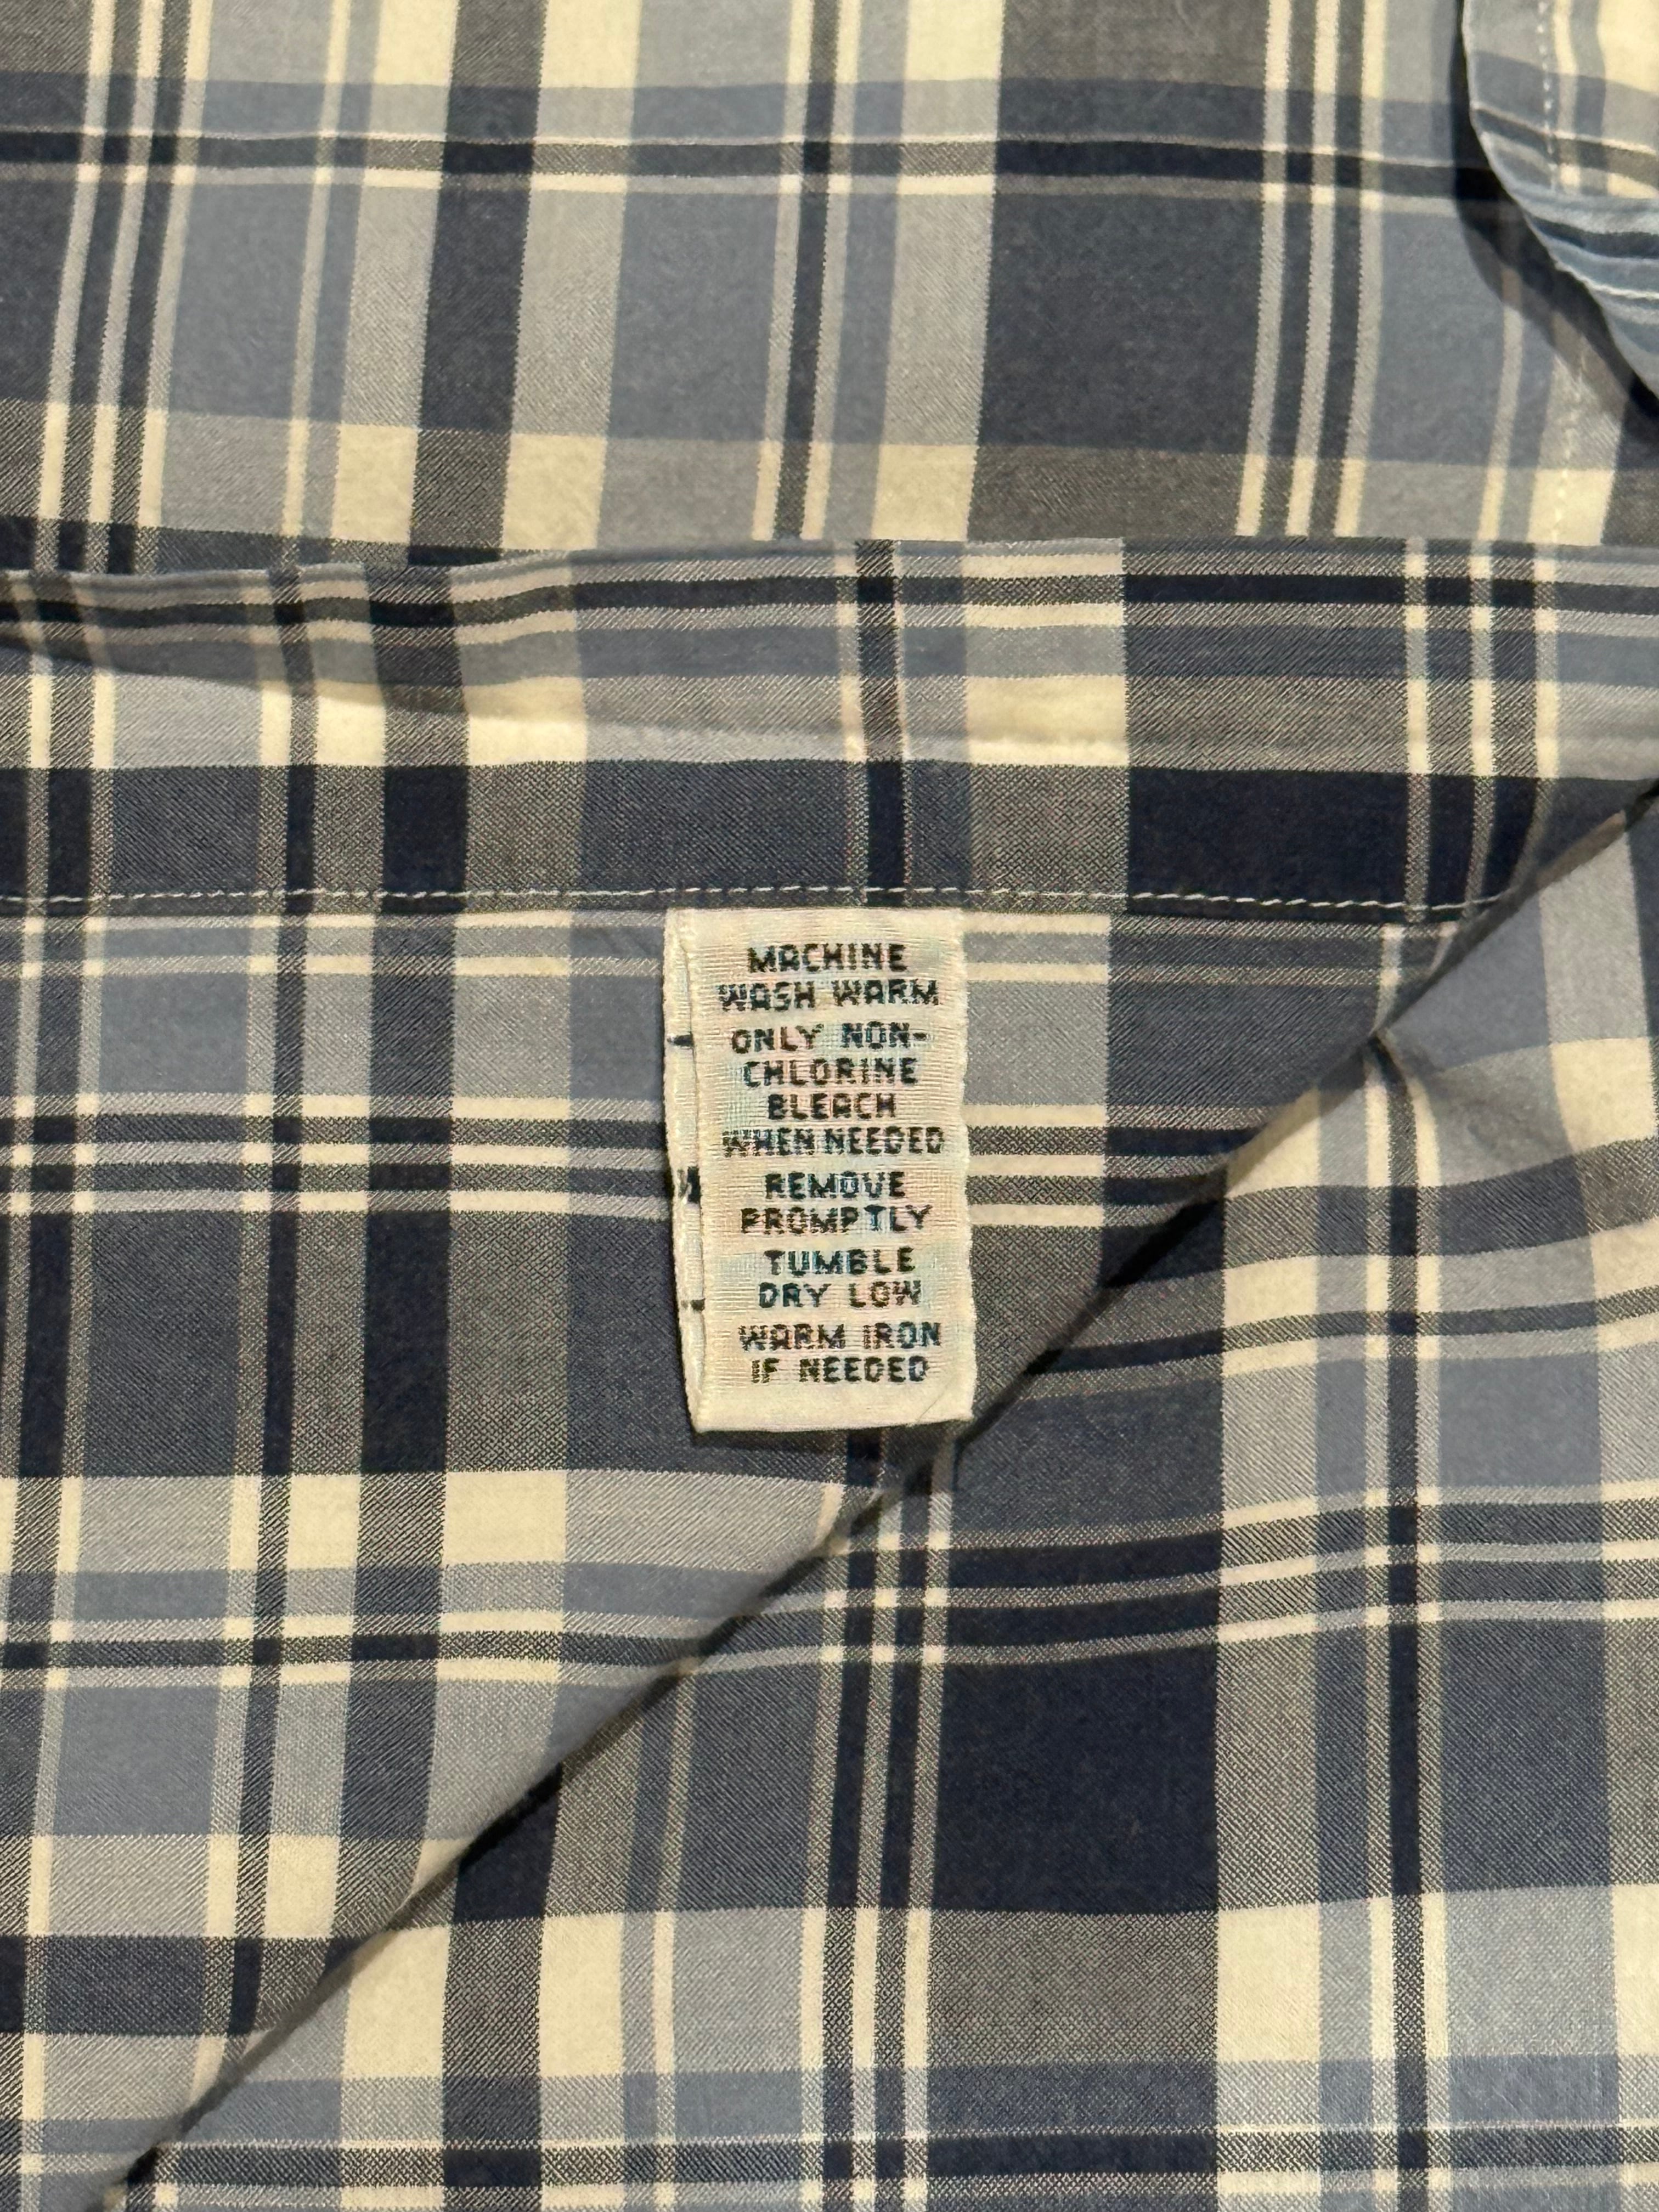 MACHINE
WASH WARM
ONLY NON-
CHLORINE
BLEACH
WHEN NEEDED
REMOVE
PROMPTLY
TUMBLE
DRY LOW
WARM IRON
IF NEEDED